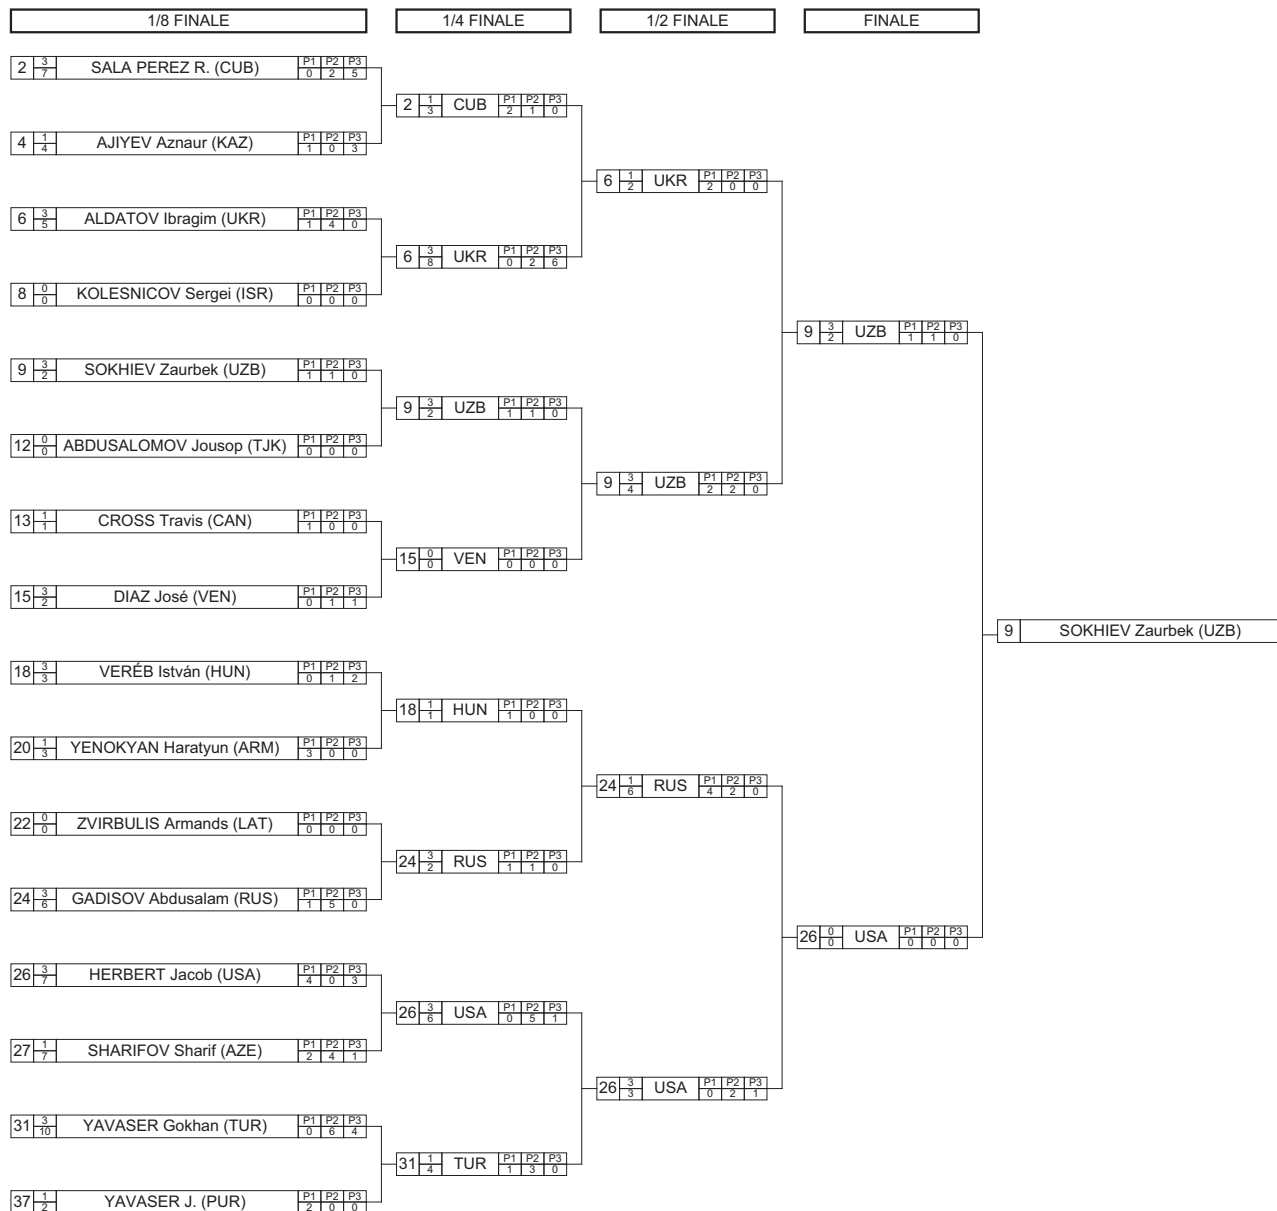 1/8 FINALE 1/4 FINALE 1/2 FINALE FINALE
2 3 7 SALA PEREZ R. (CUB) P1 P2 P3 0 2 5
2 1 3 CUB P1 P2 P3 2 1 0
4 1 4 AJIYEV Aznaur (KAZ) P1 P2 P3 1 0 3
6 1 2 UKR P1 P2 P3 2 0 0
6 3 5 ALDATOV Ibragim (UKR) P1 P2 P3 1 4 0
6 3 8 UKR P1 P2 P3 0 2 6
8 0 0 KOLESNICOV Sergei (ISR) P1 P2 P3 0 0 0
9 3 2 UZB P1 P2 P3 1 1 0
9 3 2 SOKHIEV Zaurbek (UZB) P1 P2 P3 1 1 0
9 3 2 UZB P1 P2 P3 1 1 0
12 0 0 ABDUSALOMOV Jousop (TJK) P1 P2 P3 0 0 0
9 3 4 UZB P1 P2 P3 2 2 0
13 1 1 CROSS Travis (CAN) P1 P2 P3 1 0 0
15 0 0 VEN P1 P2 P3 0 0 0
15 3 2 DIAZ José (VEN) P1 P2 P3 0 1 1
9 SOKHIEV Zaurbek (UZB)
18 3 3 VERÉB István (HUN) P1 P2 P3 0 1 2
18 1 1 HUN P1 P2 P3 1 0 0
20 1 3 YENOKYAN Haratyun (ARM) P1 P2 P3 3 0 0
24 1 6 RUS P1 P2 P3 4 2 0
22 0 0 ZVIRBULIS Armands (LAT) P1 P2 P3 0 0 0
24 3 2 RUS P1 P2 P3 1 1 0
24 3 6 GADISOV Abdusalam (RUS) P1 P2 P3 1 5 0
26 0 0 USA P1 P2 P3 0 0 0
26 3 7 HERBERT Jacob (USA) P1 P2 P3 4 0 3
26 3 6 USA P1 P2 P3 0 5 1
27 1 7 SHARIFOV Sharif (AZE) P1 P2 P3 2 4 1
26 3 3 USA P1 P2 P3 0 2 1
31 3 10 YAVASER Gokhan (TUR) P1 P2 P3 0 6 4
31 1 4 TUR P1 P2 P3 1 3 0
37 1 2 YAVASER J. (PUR) P1 P2 P3 2 0 0